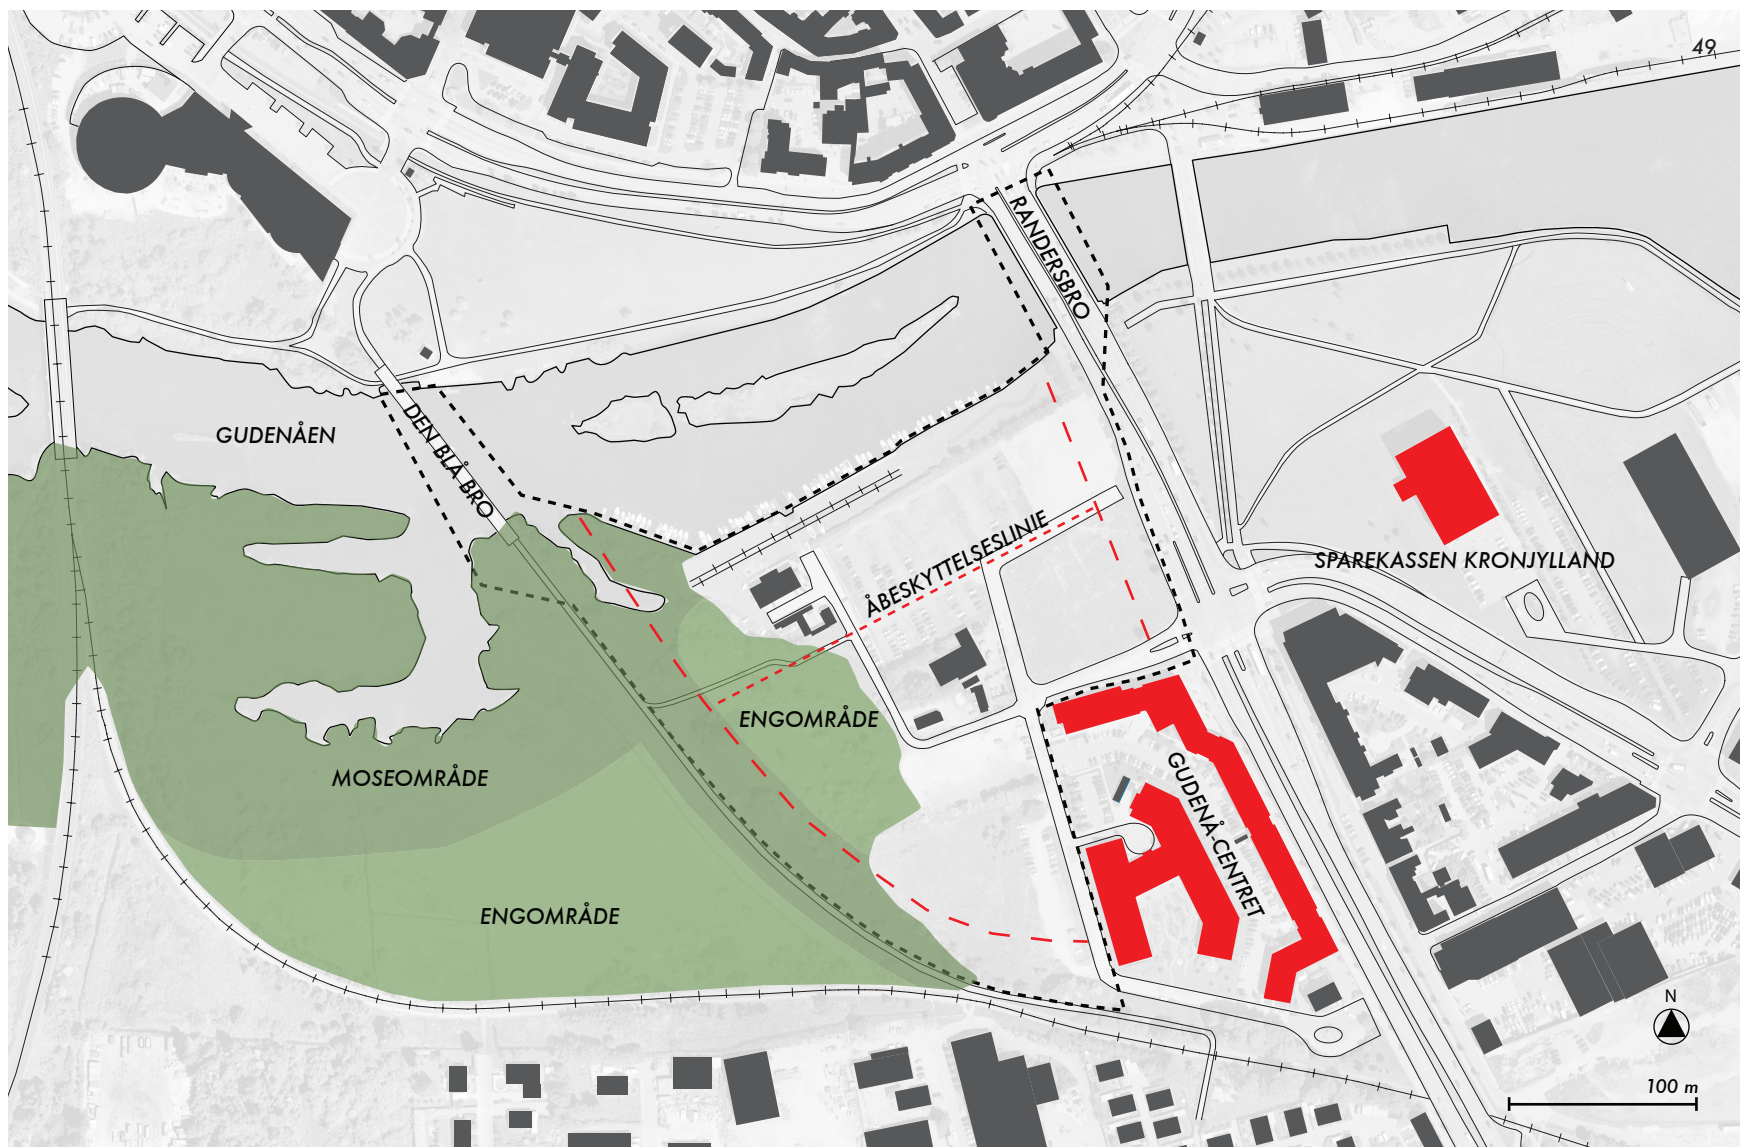 49
RANDERSBRO
DEN BLÅ BRO
GUDENÅEN
ÅBESKYTTELSESLINIE
SPAREKASSEN KRONJYLLAND
ENGOMRÅDE
MOSEOMRÅDE
GUDENÅ-CENTRET
ENGOMRÅDE
N
100 m